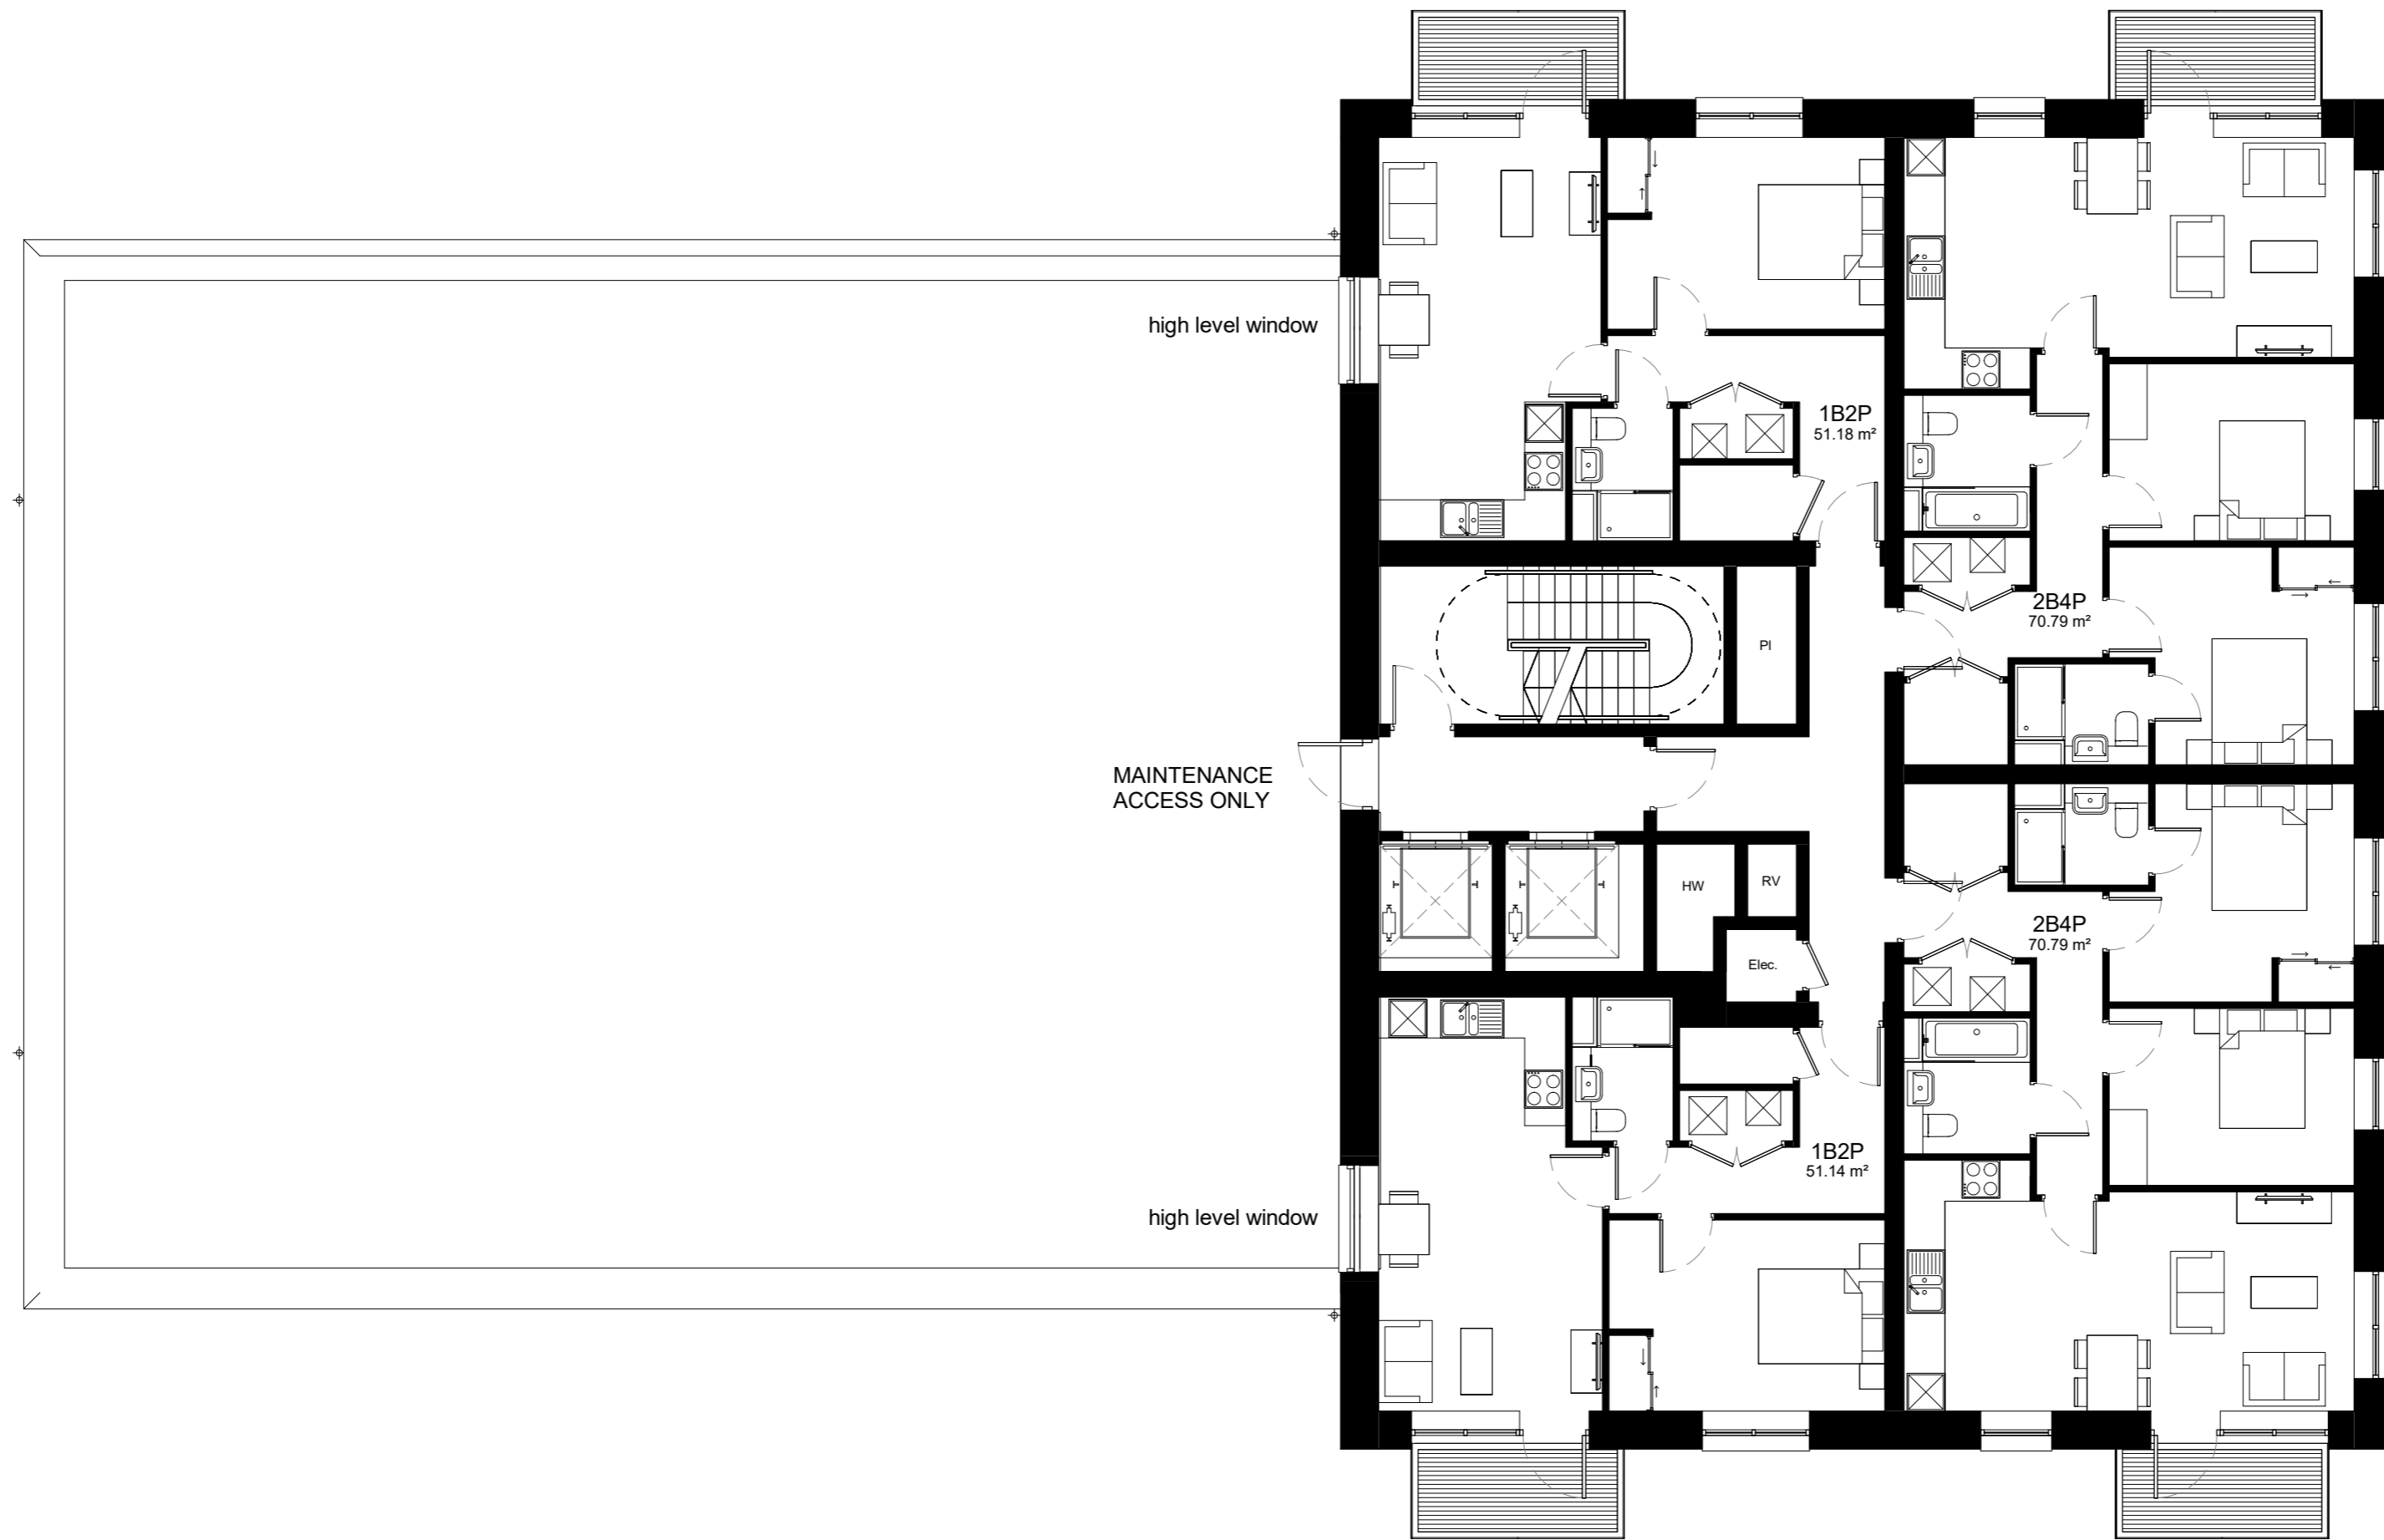 high level window
1B2P
51.18 m²
2B4P
70.79 m²
PI
MAINTENANCE
ACCESS ONLY
HW
RV
Elec.
2B4P
70.79 m²
1B2P
51.14 m²
high level window